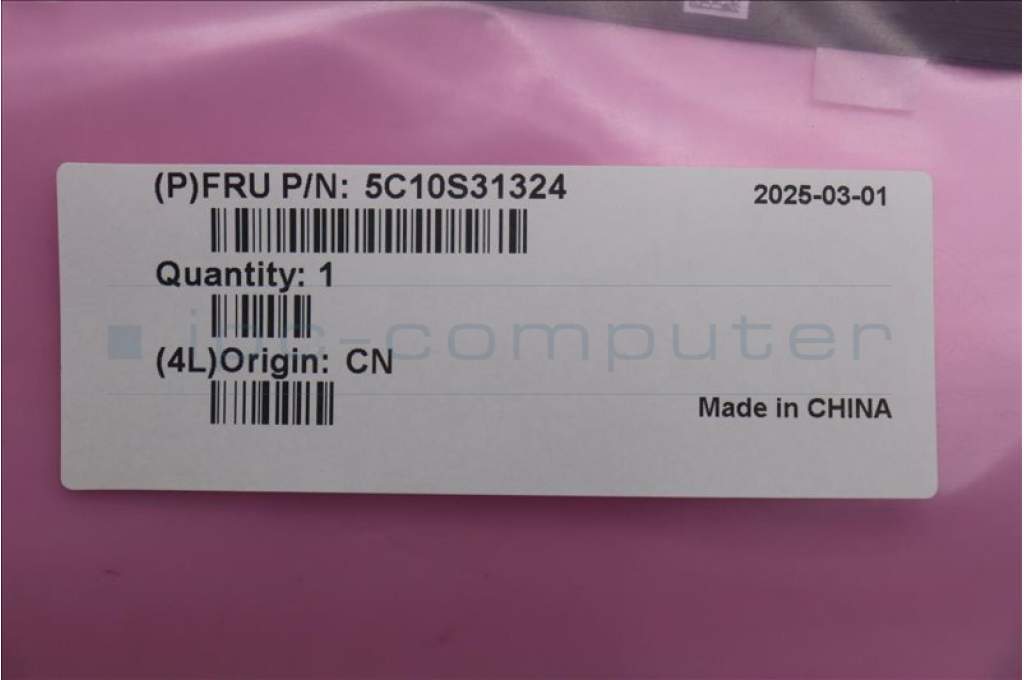 (P)FRU P/N: 5C10S31324
2025-03-01
Quantity: 1
ipc-computer
(4L)Origin: CN
Made in CHINA